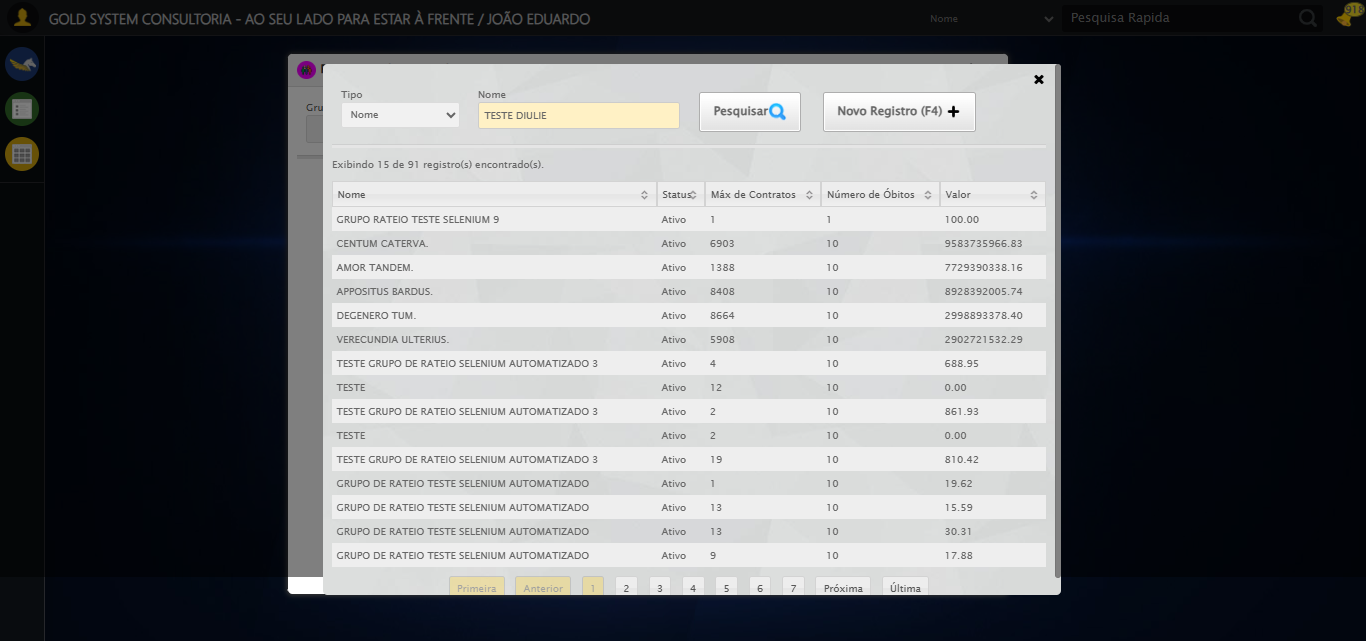 GOLD SYSTEM CONSULTORIA - AO SEU LADO PARA ESTAR À FRENTE / JOÃO EDUARDO
Nome
Pesquisa Rapida
918
Gru
Tipo
Nome
Nome
TESTE DIULIE
Pesquisar
Novo Registro (F4)
Exibindo 15 de 91 registro(s) encontrado(s).
Nome Status Máx de Contratos Número de Óbitos Valor
GRUPO RATEIO TESTE SELENIUM 9 Ativo 1 1 100.00
CENTUM CATERVA. Ativo 6903 10 9583735966.83
AMOR TANDEM. Ativo 1388 10 7729390338.16
APPOSITUS BARDUS. Ativo 8408 10 8928392005.74
DEGENERO TUM. Ativo 8664 10 2998893378.40
VERECUNDIA ULTERIUS. Ativo 5908 10 2902721532.29
TESTE GRUPO DE RATEIO SELENIUM AUTOMATIZADO 3 Ativo 4 10 688.95
TESTE Ativo 12 10 0.00
TESTE GRUPO DE RATEIO SELENIUM AUTOMATIZADO 3 Ativo 2 10 861.93
TESTE Ativo 2 10 0.00
TESTE GRUPO DE RATEIO SELENIUM AUTOMATIZADO 3 Ativo 19 10 810.42
GRUPO DE RATEIO TESTE SELENIUM AUTOMATIZADO Ativo 1 10 19.62
GRUPO DE RATEIO TESTE SELENIUM AUTOMATIZADO Ativo 13 10 15.59
GRUPO DE RATEIO TESTE SELENIUM AUTOMATIZADO Ativo 13 10 30.31
GRUPO DE RATEIO TESTE SELENIUM AUTOMATIZADO Ativo 9 10 17.88
Primeira Anterior 1 2 3 4 5 6 7 Próxima Última